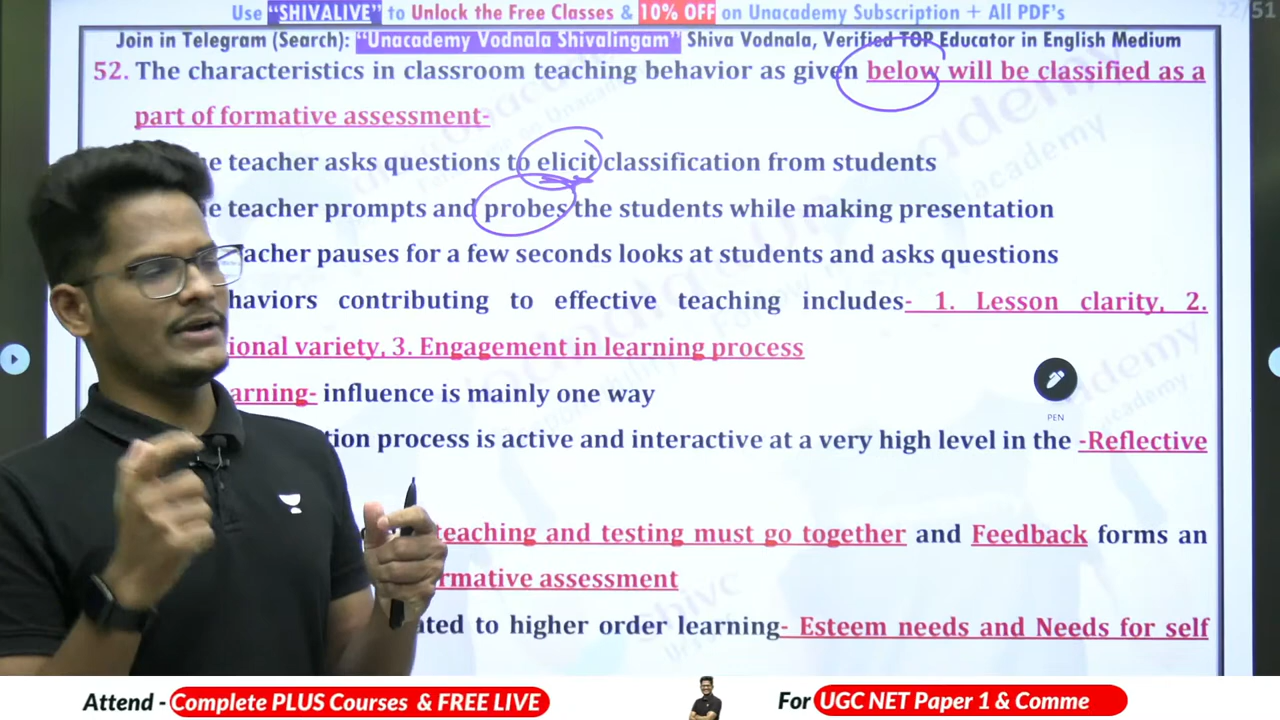 Use “SHIVALIVE” to Unlock the Free Classes & 10% OFF on Unacademy Subscription + All PDF’s
22/51
Join in Telegram (Search): “Unacademy Vodnala Shivalingam” Shiva Vodnala, Verified TOP Educator in English Medium
52. The characteristics in classroom teaching behavior as given below will be classified as a
part of formative assessment-
he teacher asks questions to elicit classification from students
he teacher prompts and probes the students while making presentation
acher pauses for a few seconds looks at students and asks questions
haviors contributing to effective teaching includes- 1. Lesson clarity, 2.
ional variety, 3. Engagement in learning process
arning- influence is mainly one way
tion process is active and interactive at a very high level in the -Reflective
PEN
teaching and testing must go together and Feedback forms an
rmative assessment
ted to higher order learning- Esteem needs and Needs for self
Attend - Complete PLUS Courses & FREE LIVE
For UGC NET Paper 1 & Comme